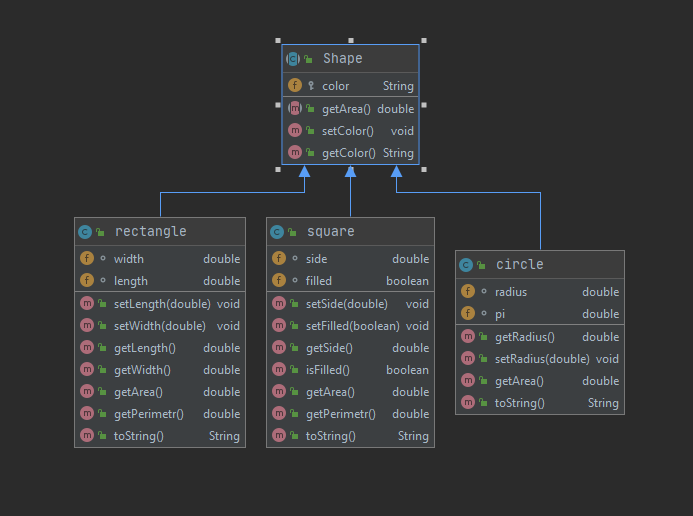 Shape
color String
getArea() double
setColor() void
getColor() String
rectangle
width double
length double
setLength(double) void
setWidth(double) void
getLength() double
getWidth() double
getArea() double
getPerimetr() double
toString() String
square
side double
filled boolean
setSide(double) void
setFilled(boolean) void
getSide() double
isFilled() boolean
getArea() double
getPerimetr() double
toString() String
circle
radius double
pi double
getRadius() double
setRadius(double) void
getArea() double
toString() String